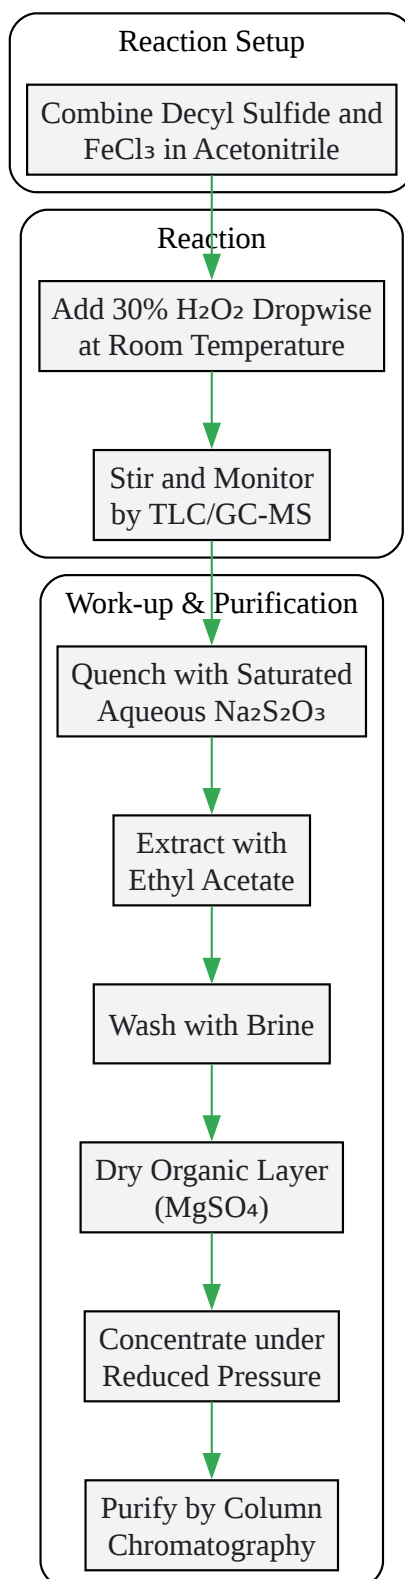 Reaction Setup
Combine Decyl Sulfide and
FeCl₃ in Acetonitrile
Reaction
Add 30% H₂O₂ Dropwise
at Room Temperature
Stir and Monitor
by TLC/GC-MS
Work-up & Purification
Quench with Saturated
Aqueous Na₂S₂O₃
Extract with
Ethyl Acetate
Wash with Brine
Dry Organic Layer
(MgSO₄)
Concentrate under
Reduced Pressure
Purify by Column
Chromatography